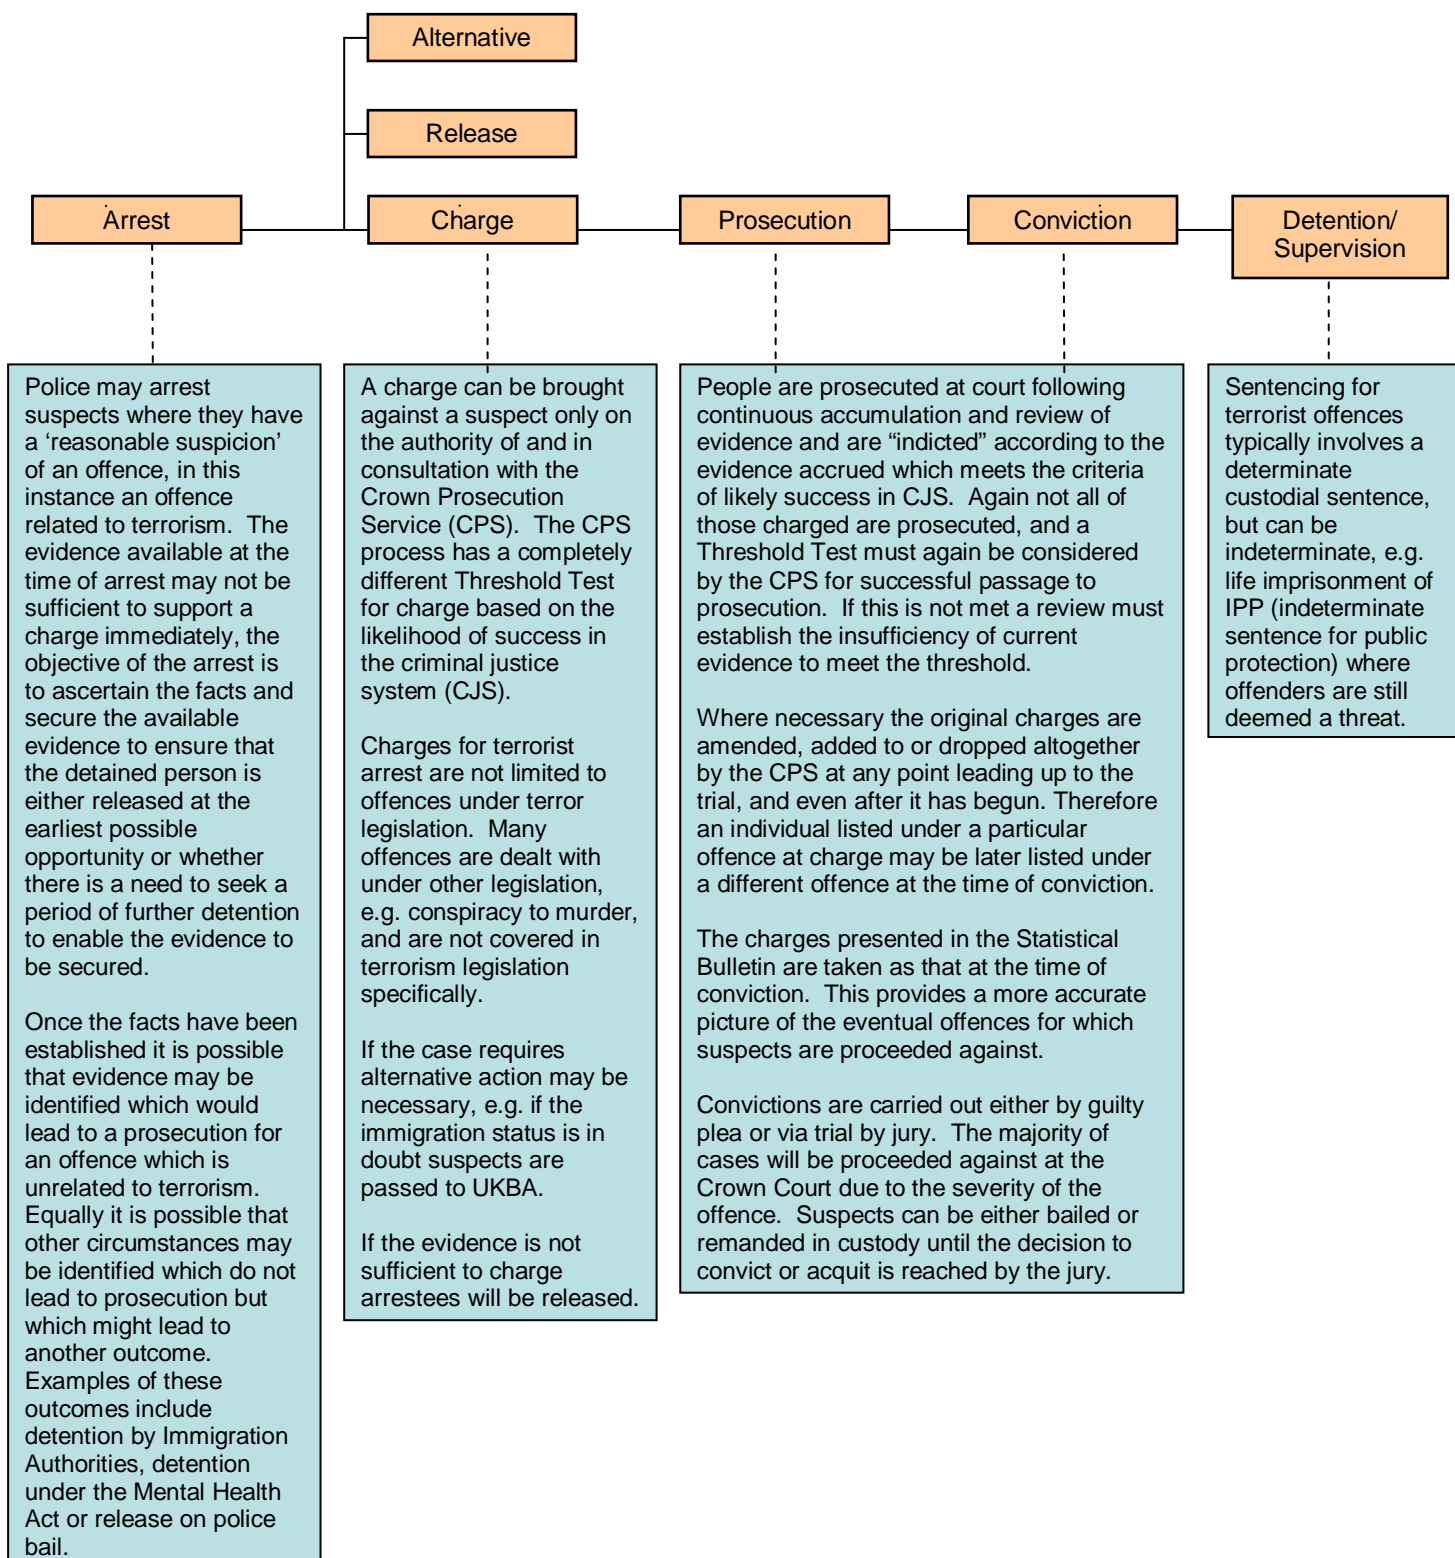 Alternative
Release
Arrest
Charge
Prosecution
Conviction
Detention/
Supervision
Police may arrest
suspects where they have
a ‘reasonable suspicion’
of an offence, in this
instance an offence
related to terrorism.  The
evidence available at the
time of arrest may not be
sufficient to support a
charge immediately, the
objective of the arrest is
to ascertain the facts and
secure the available
evidence to ensure that
the detained person is
either released at the
earliest possible
opportunity or whether
there is a need to seek a
period of further detention
to enable the evidence to
be secured.
Once the facts have been
established it is possible
that evidence may be
identified which would
lead to a prosecution for
an offence which is
unrelated to terrorism.
Equally it is possible that
other circumstances may
be identified which do not
lead to prosecution but
which might lead to
another outcome.
Examples of these
outcomes include
detention by Immigration
Authorities, detention
under the Mental Health
Act or release on police
bail.
A charge can be brought
against a suspect only on
the authority of and in
consultation with the
Crown Prosecution
Service (CPS).  The CPS
process has a completely
different Threshold Test
for charge based on the
likelihood of success in
the criminal justice
system (CJS).
Charges for terrorist
arrest are not limited to
offences under terror
legislation.  Many
offences are dealt with
under other legislation,
e.g. conspiracy to murder,
and are not covered in
terrorism legislation
specifically.
If the case requires
alternative action may be
necessary, e.g. if the
immigration status is in
doubt suspects are
passed to UKBA.
If the evidence is not
sufficient to charge
arrestees will be released.
People are prosecuted at court following
continuous accumulation and review of
evidence and are “indicted” according to the
evidence accrued which meets the criteria
of likely success in CJS.  Again not all of
those charged are prosecuted, and a
Threshold Test must again be considered
by the CPS for successful passage to
prosecution.  If this is not met a review must
establish the insufficiency of current
evidence to meet the threshold.
Where necessary the original charges are
amended, added to or dropped altogether
by the CPS at any point leading up to the
trial, and even after it has begun. Therefore
an individual listed under a particular
offence at charge may be later listed under
a different offence at the time of conviction.
The charges presented in the Statistical
Bulletin are taken as that at the time of
conviction.  This provides a more accurate
picture of the eventual offences for which
suspects are proceeded against.
Convictions are carried out either by guilty
plea or via trial by jury.  The majority of
cases will be proceeded against at the
Crown Court due to the severity of the
offence.  Suspects can be either bailed or
remanded in custody until the decision to
convict or acquit is reached by the jury.
Sentencing for
terrorist offences
typically involves a
determinate
custodial sentence,
but can be
indeterminate, e.g.
life imprisonment of
IPP (indeterminate
sentence for public
protection) where
offenders are still
deemed a threat.